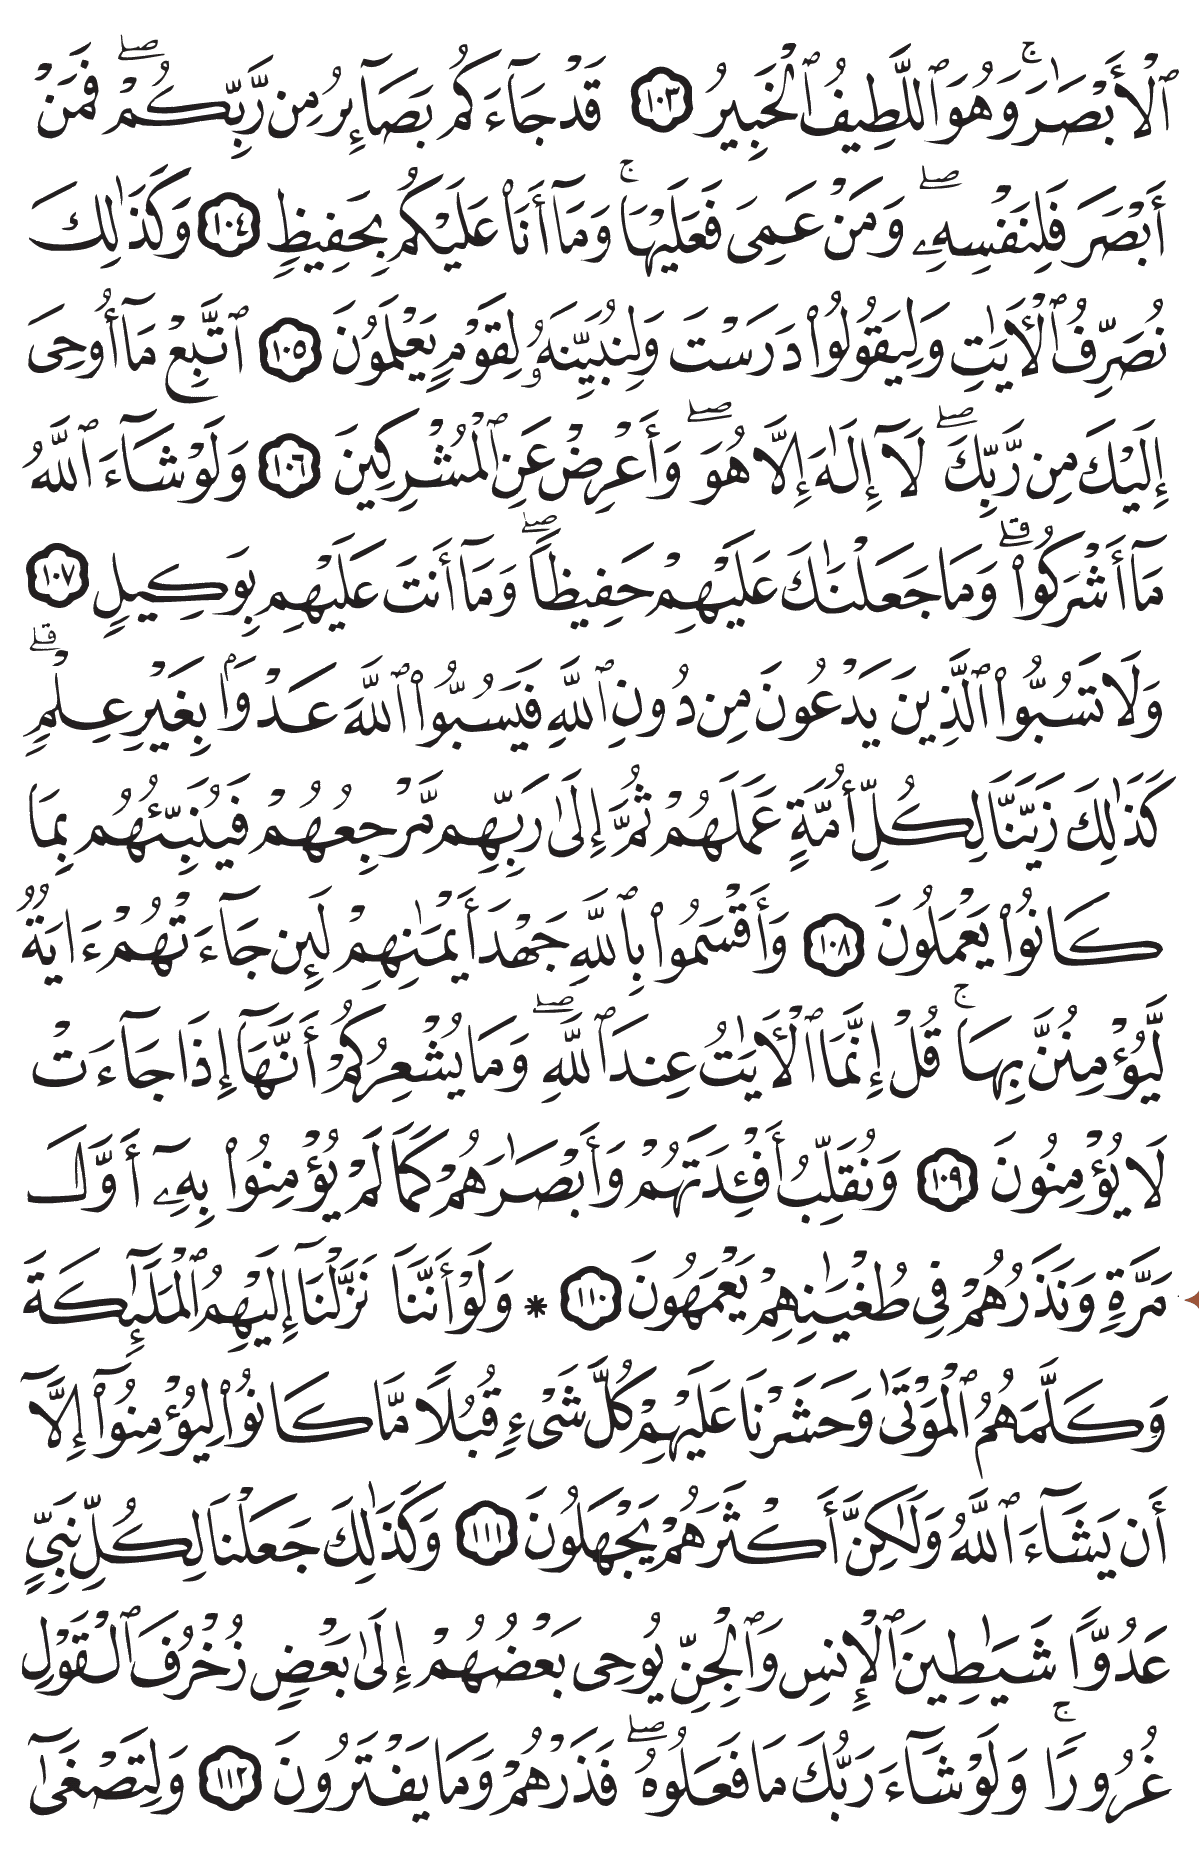 ٱلْأَبْصَٰرَۚ وَهُوَ ٱللَّطِيفُ ٱلْخَبِيرُ ١٠٣ قَدْ جَآءَكُم بَصَآئِرُ مِن رَّبِّكُمْۖ فَمَنْ
أَبْصَرَ فَلِنَفْسِهِۦۖ وَمَنْ عَمِىَ فَعَلَيْهَاۚ وَمَآ أَنَا۠ عَلَيْكُم بِحَفِيظٍ ١٠٤ وَكَذَٰلِكَ
نُصَرِّفُ ٱلْأَيَٰتِ وَلِيَقُولُوا۟ دَرَسْتَ وَلِنُبَيِّنَهُۥ لِقَوْمٍ يَعْلَمُونَ ١٠٥ ٱتَّبِعْ مَآ أُوحِىَ
إِلَيْكَ مِن رَّبِّكَۖ لَآ إِلَٰهَ إِلَّا هُوَۖ وَأَعْرِضْ عَنِ ٱلْمُشْرِكِينَ ١٠٦ وَلَوْ شَآءَ ٱللَّهُ
مَآ أَشْرَكُوا۟ۗ وَمَا جَعَلْنَٰكَ عَلَيْهِمْ حَفِيظًاۖ وَمَآ أَنتَ عَلَيْهِم بِوَكِيلٍ ١٠٧
وَلَا تَسُبُّوا۟ ٱلَّذِينَ يَدْعُونَ مِن دُونِ ٱللَّهِ فَيَسُبُّوا۟ ٱللَّهَ عَدْوًۢا بِغَيْرِ عِلْمٍۗ
كَذَٰلِكَ زَيَّنَّا لِكُلِّ أُمَّةٍ عَمَلَهُمْ ثُمَّ إِلَىٰ رَبِّهِم مَّرْجِعُهُمْ فَيُنَبِّئُهُم بِمَا
كَانُوا۟ يَعْمَلُونَ ١٠٨ وَأَقْسَمُوا۟ بِٱللَّهِ جَهْدَ أَيْمَٰنِهِمْ لَئِن جَآءَتْهُمْ ءَايَةٌ
لَّيُؤْمِنُنَّ بِهَاۚ قُلْ إِنَّمَا ٱلْأَيَٰتُ عِندَ ٱللَّهِۖ وَمَا يُشْعِرُكُمْ أَنَّهَآ إِذَا جَآءَتْ
لَا يُؤْمِنُونَ ١٠٩ وَنُقَلِّبُ أَفْـِٔدَتَهُمْ وَأَبْصَٰرَهُمْ كَمَا لَمْ يُؤْمِنُوا۟ بِهِۦٓ أَوَّلَ
مَرَّةٍ وَنَذَرُهُمْ فِى طُغْيَٰنِهِمْ يَعْمَهُونَ ١١٠ * وَلَوْ أَنَّنَا نَزَّلْنَآ إِلَيْهِمُ ٱلْمَلَٰٓئِكَةَ
وَكَلَّمَهُمُ ٱلْمَوْتَىٰ وَحَشَرْنَا عَلَيْهِمْ كُلَّ شَىْءٍ قُبُلًا مَّا كَانُوا۟ لِيُؤْمِنُوٓا۟ إِلَّآ
أَن يَشَآءَ ٱللَّهُ وَلَٰكِنَّ أَكْثَرَهُمْ يَجْهَلُونَ ١١١ وَكَذَٰلِكَ جَعَلْنَا لِكُلِّ نَبِىٍّ
عَدُوًّا شَيَٰطِينَ ٱلْإِنسِ وَٱلْجِنِّ يُوحِى بَعْضُهُمْ إِلَىٰ بَعْضٍ زُخْرُفَ ٱلْقَوْلِ
غُرُورًاۚ وَلَوْ شَآءَ رَبُّكَ مَا فَعَلُوهُۖ فَذَرْهُمْ وَمَا يَفْتَرُونَ ١١٢ وَلِتَصْغَىٰٓ